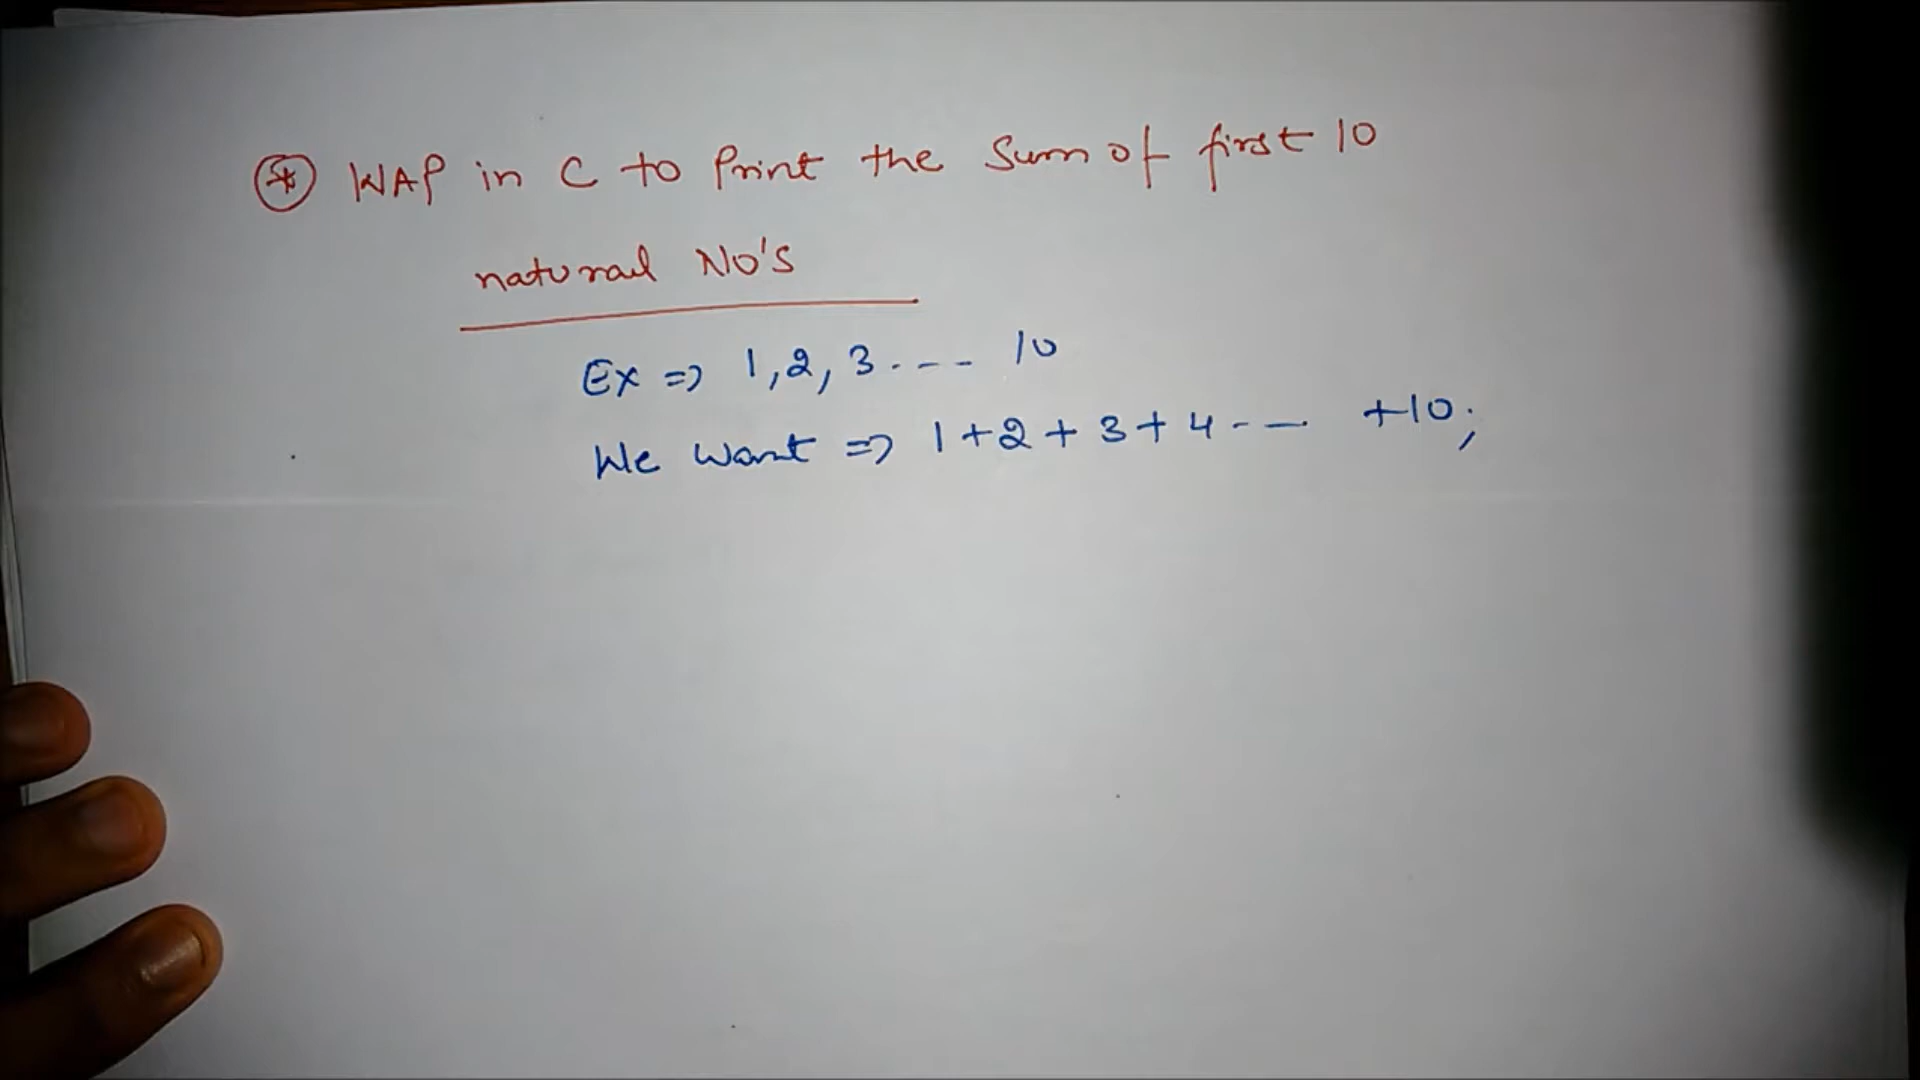 * WAP in C to Print the Sum of first 10
natural No's
Ex => 1,2,3.--- 10
We Want => 1+2+3+4--- +10;